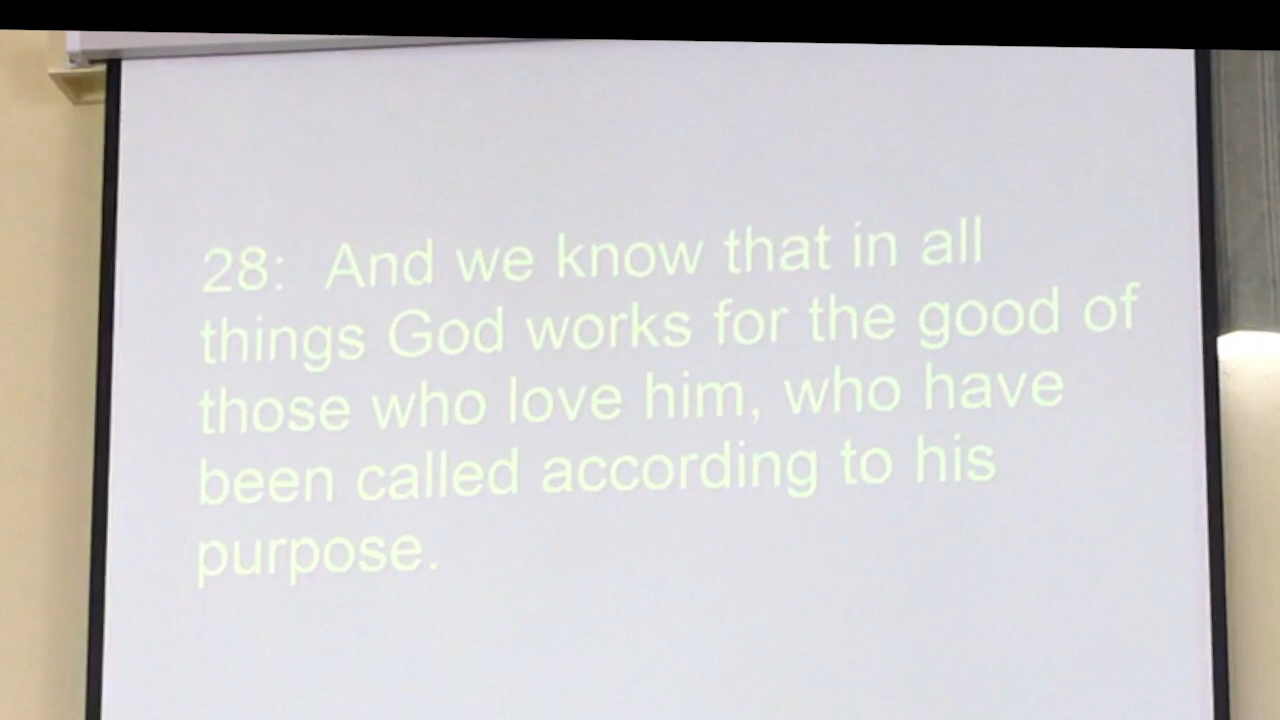 28: And we know that in all
things God works for the good of
those who love him, who have
been called according to his
purpose.